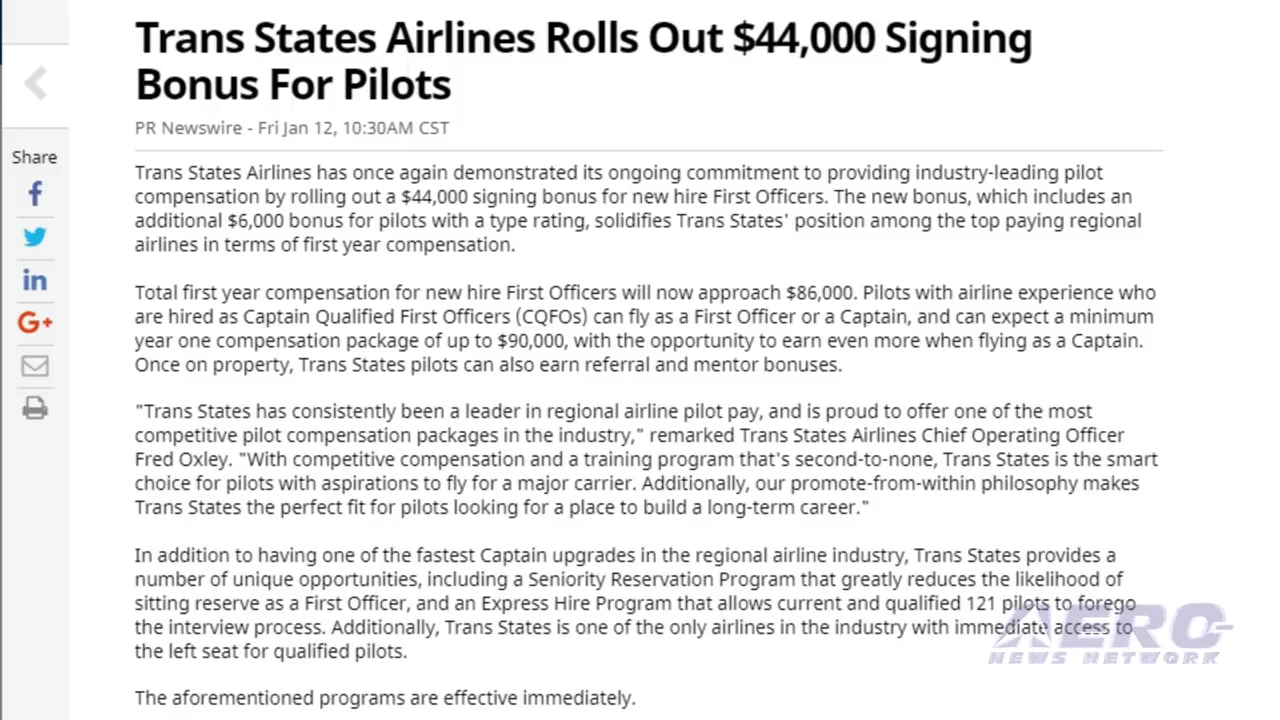 Trans States Airlines Rolls Out $44,000 Signing
Bonus For Pilots
PR Newswire - Fri Jan 12, 10:30AM CST
Share
Trans States Airlines has once again demonstrated its ongoing commitment to providing industry-leading pilot
compensation by rolling out a $44,000 signing bonus for new hire First Officers. The new bonus, which includes an
additional $6,000 bonus for pilots with a type rating, solidifies Trans States' position among the top paying regional
airlines in terms of first year compensation.
Total first year compensation for new hire First Officers will now approach $86,000. Pilots with airline experience who
are hired as Captain Qualified First Officers (CQFOs) can fly as a First Officer or a Captain, and can expect a minimum
year one compensation package of up to $90,000, with the opportunity to earn even more when flying as a Captain.
Once on property, Trans States pilots can also earn referral and mentor bonuses.
"Trans States has consistently been a leader in regional airline pilot pay, and is proud to offer one of the most
competitive pilot compensation packages in the industry," remarked Trans States Airlines Chief Operating Officer
Fred Oxley. "With competitive compensation and a training program that's second-to-none, Trans States is the smart
choice for pilots with aspirations to fly for a major carrier. Additionally, our promote-from-within philosophy makes
Trans States the perfect fit for pilots looking for a place to build a long-term career."
In addition to having one of the fastest Captain upgrades in the regional airline industry, Trans States provides a
number of unique opportunities, including a Seniority Reservation Program that greatly reduces the likelihood of
sitting reserve as a First Officer, and an Express Hire Program that allows current and qualified 121 pilots to forego
the interview process. Additionally, Trans States is one of the only airlines in the industry with immediate access to
the left seat for qualified pilots.
The aforementioned programs are effective immediately.
AERO
NEWS NETWORK